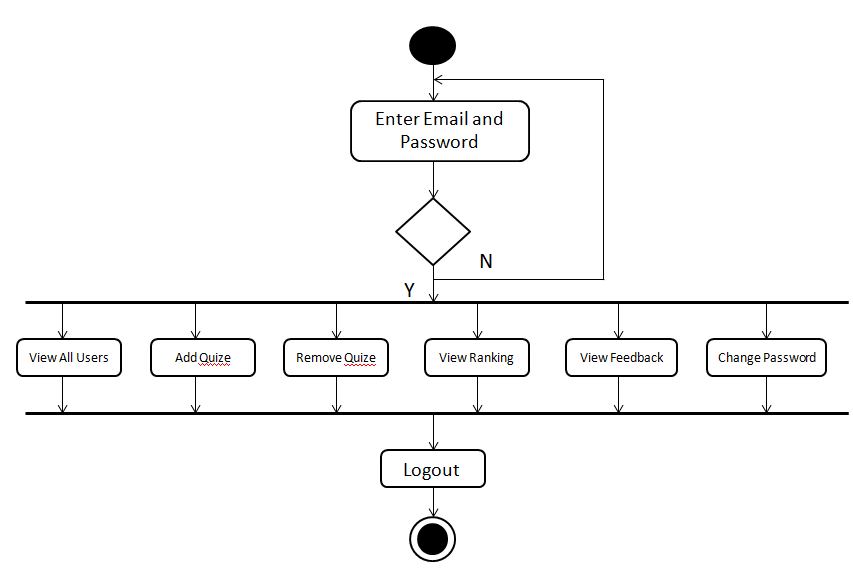 Enter Email and
Password
N
Y
View All Users
Add Quize
Remove Quize
View Ranking
View Feedback
Change Password
Logout